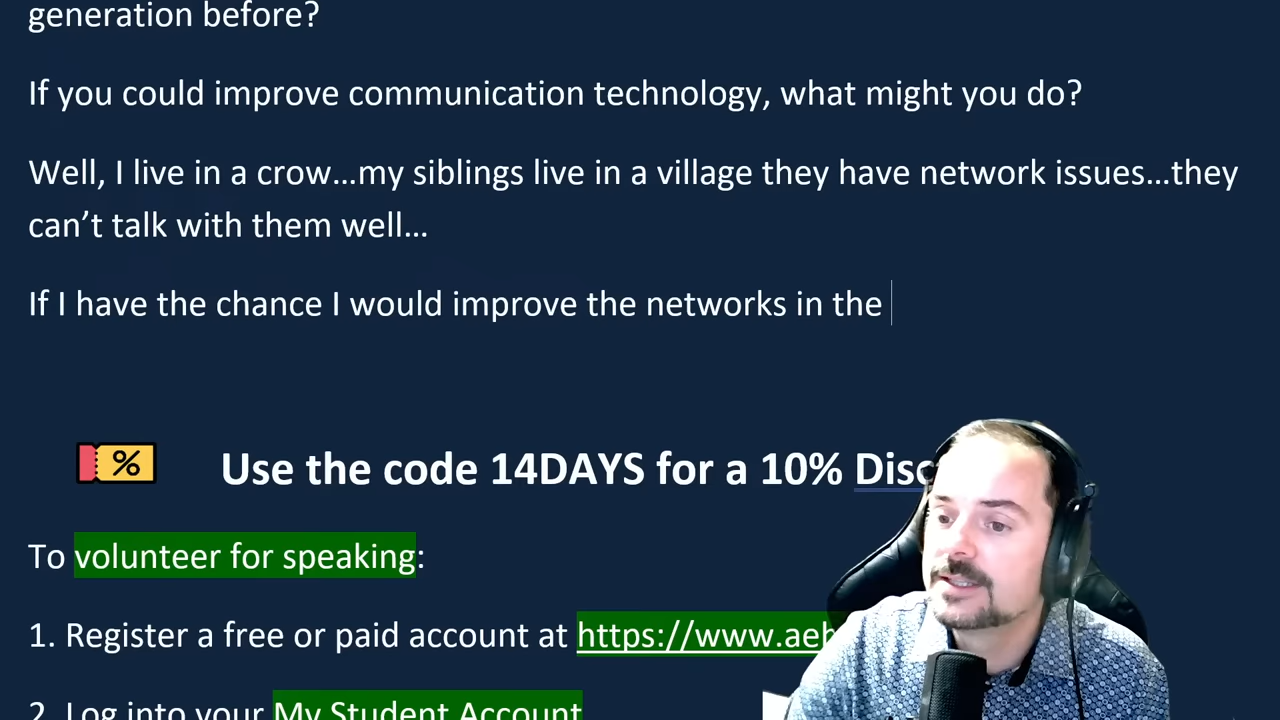 generation before?
If you could improve communication technology, what might you do?
Well, I live in a crow…my siblings live in a village they have network issues…they
can’t talk with them well…
If I have the chance I would improve the networks in the
%
Use the code 14DAYS for a 10%
To volunteer for speaking:
1. Register a free or paid account at https://www.aeh
2. Log into your My Student Account